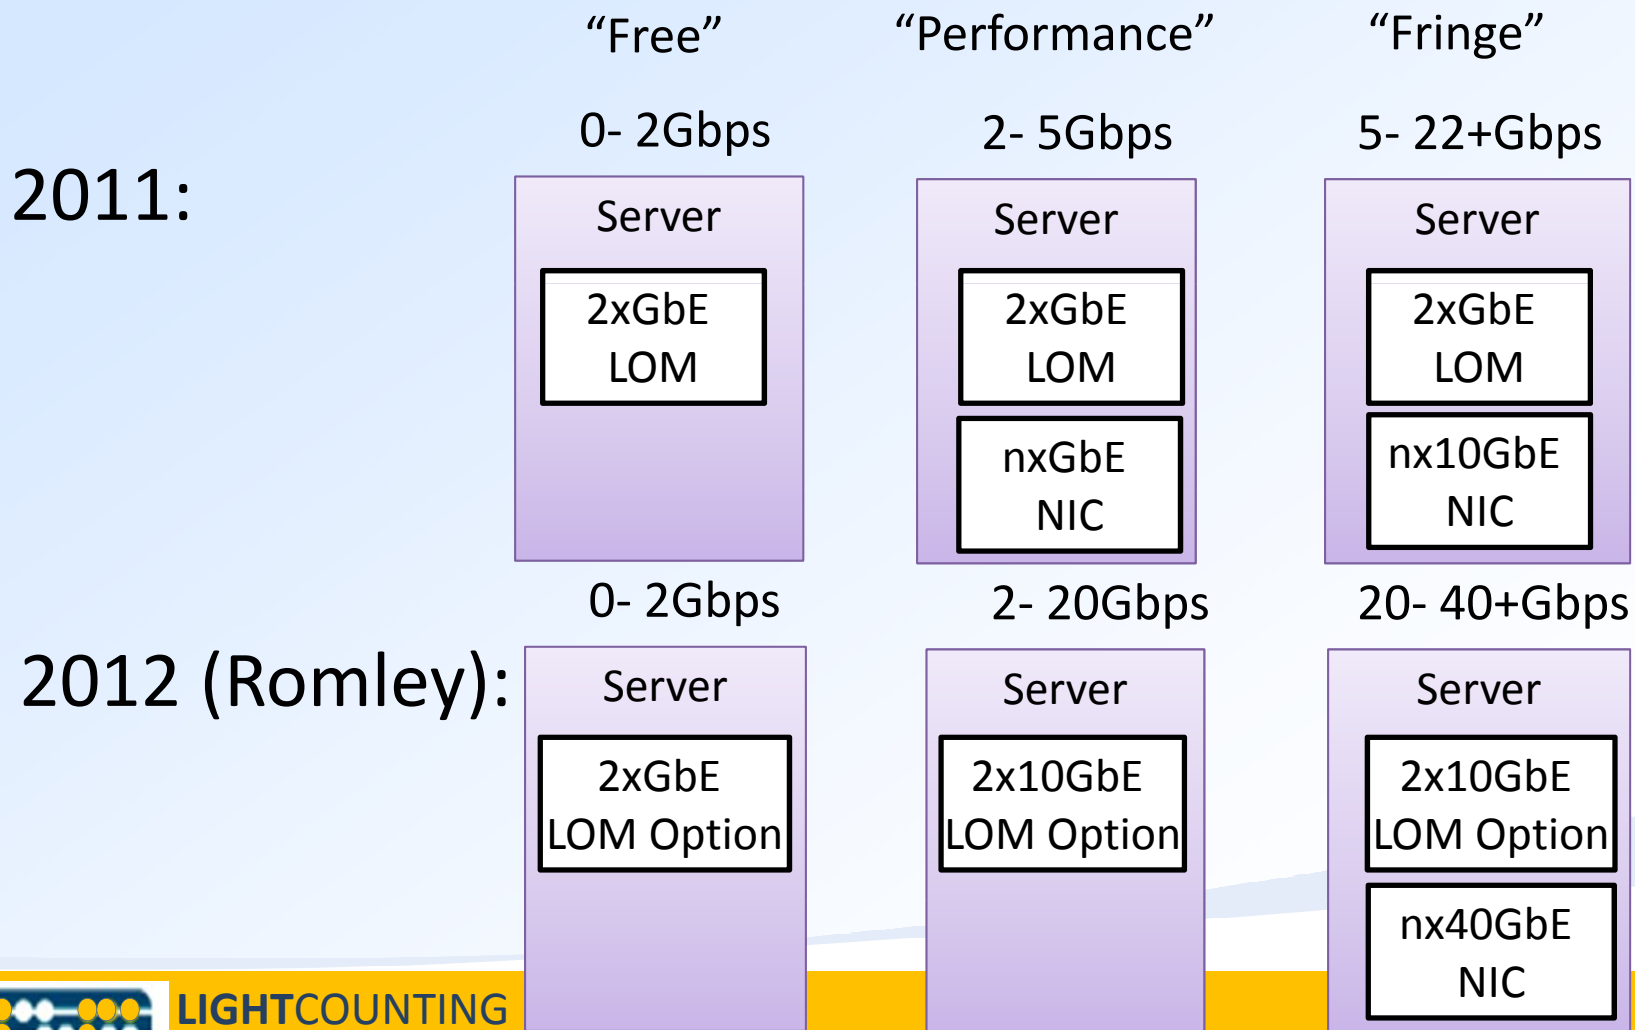 “Free”
“Performance”
“Fringe”
0- 2Gbps
2- 5Gbps
5- 22+Gbps
2011:
Server
2xGbE
LOM
Server
2xGbE
LOM
nxGbE
NIC
Server
2xGbE
LOM
nx10GbE
NIC
0- 2Gbps
2- 20Gbps
20- 40+Gbps
2012 (Romley):
Server
2xGbE
LOM Option
Server
2x10GbE
LOM Option
Server
2x10GbE
LOM Option
nx40GbE
NIC
LIGHTCOUNTING